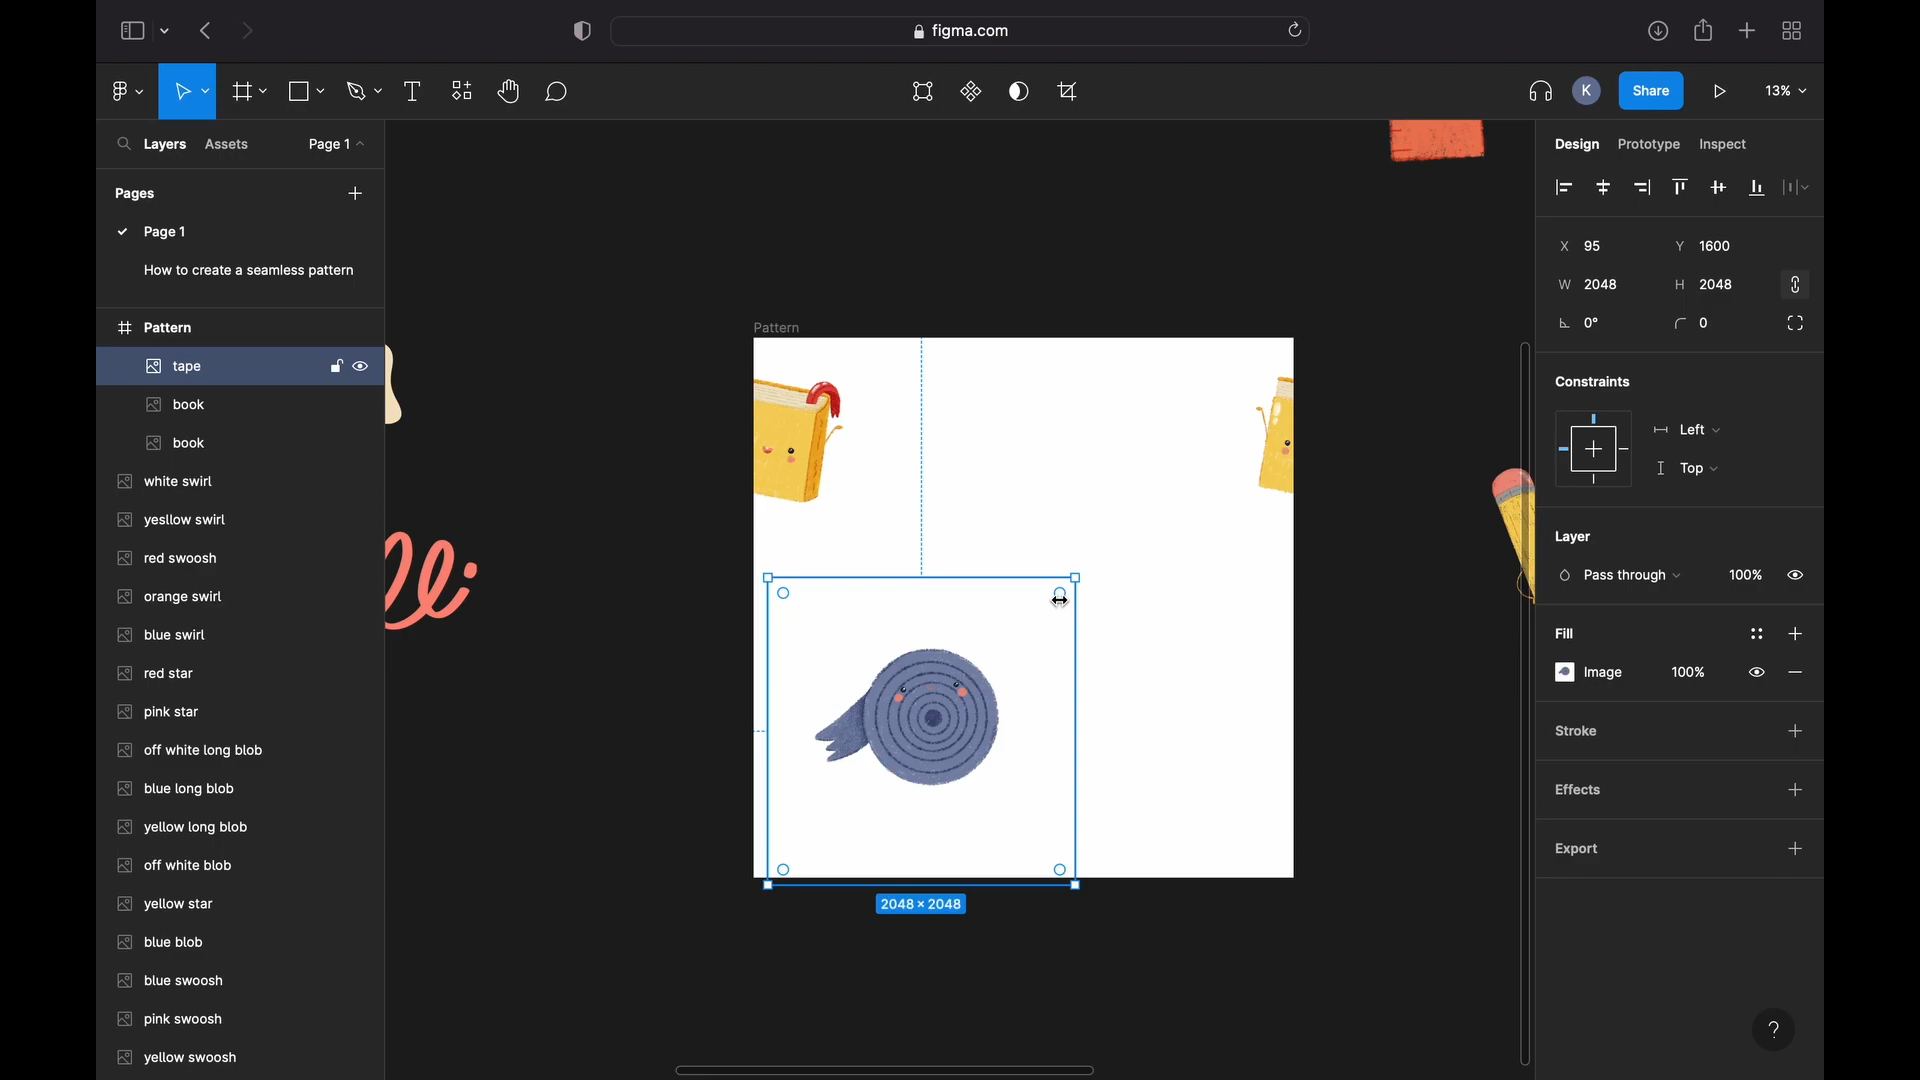 figma.com
K
Share
13%
Layers
Assets
Page 1
Design
Prototype
Inspect
Pages
Page 1
How to create a seamless pattern
Pattern
tape
book
book
white swirl
yesllow swirl
red swoosh
orange swirl
blue swirl
red star
pink star
off white long blob
blue long blob
yellow long blob
off white blob
yellow star
blue blob
blue swoosh
pink swoosh
yellow swoosh
Pattern
lli
2048 × 2048
X 95
Y 1600
W 2048
H 2048
0°
0
Constraints
Left
Top
Layer
Pass through
100%
Fill
Image
100%
Stroke
Effects
Export
?